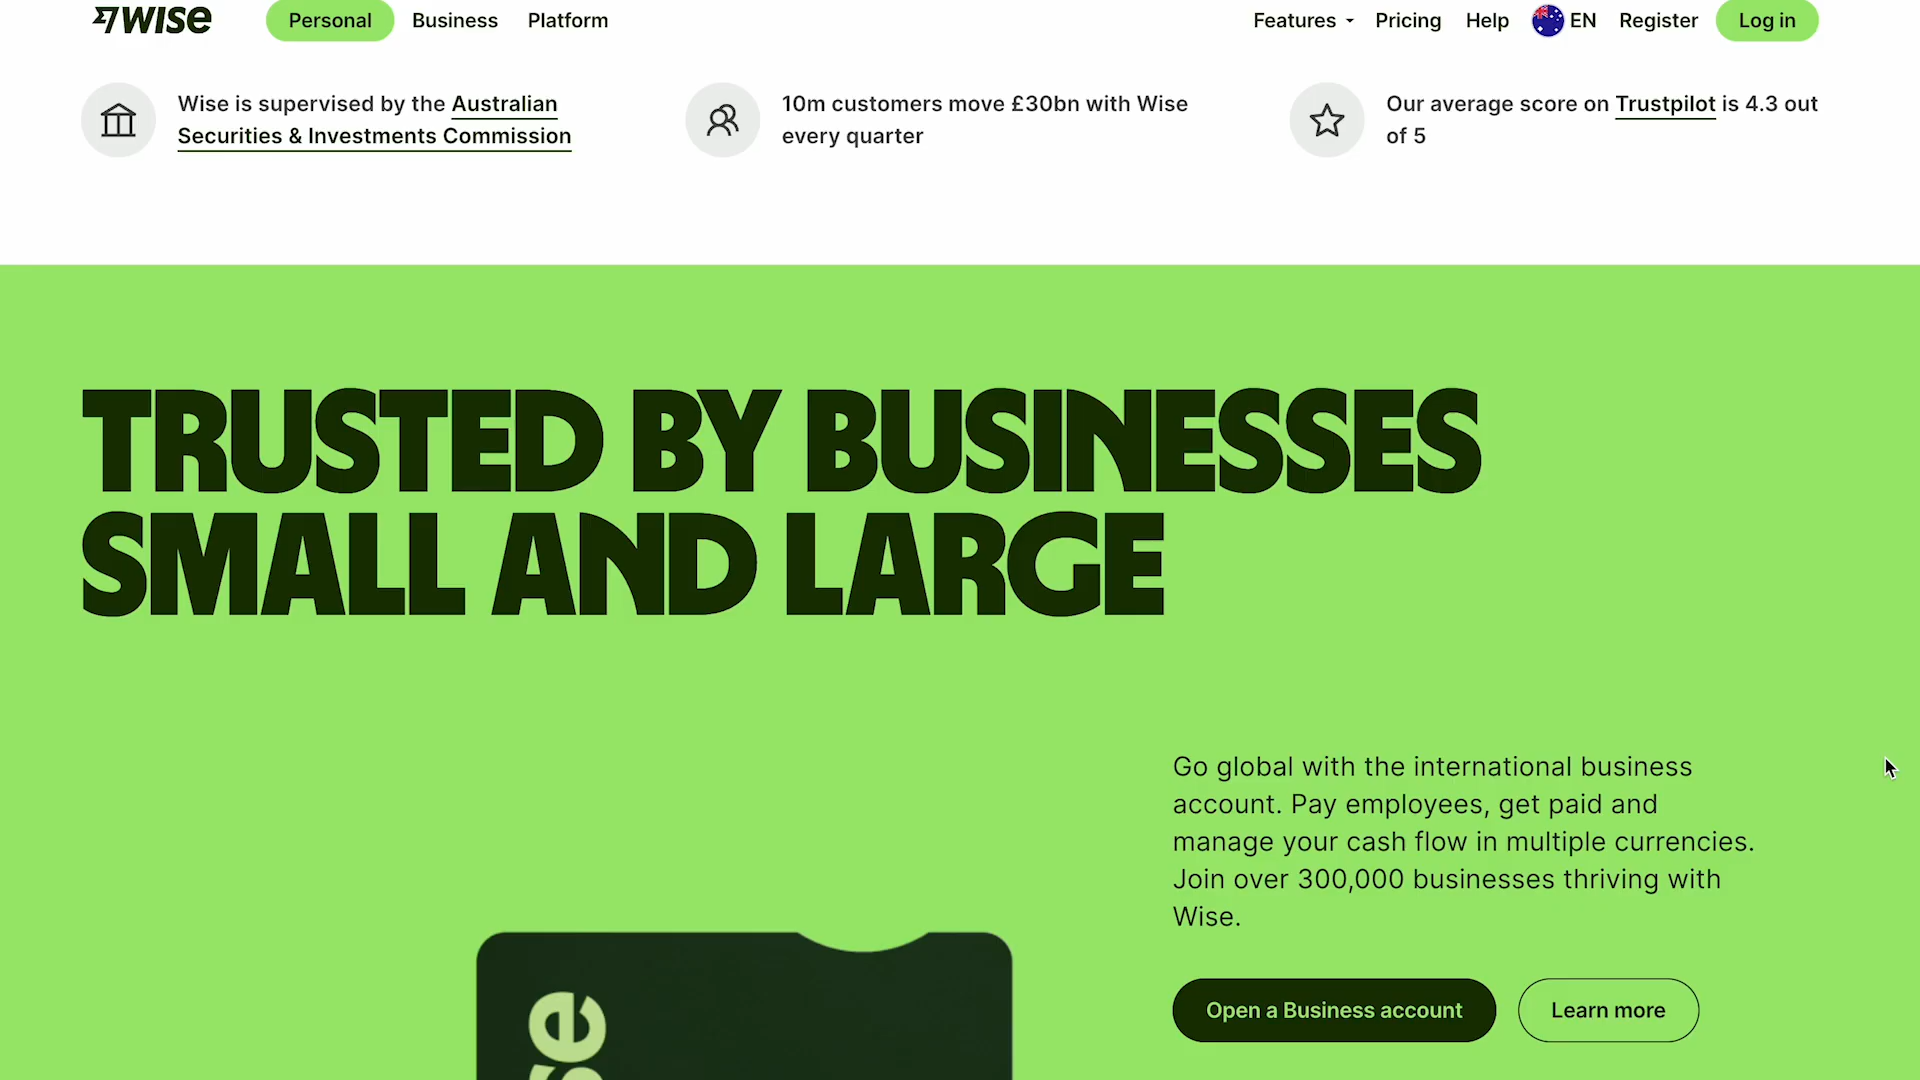 WISE
Personal
Business
Platform
Features
Pricing
Help
EN
Register
Log in
Wise is supervised by the Australian
Securities & Investments Commission
10m customers move £30bn with Wise
every quarter
Our average score on Trustpilot is 4.3 out
of 5
TRUSTED BY BUSINESSES
SMALL AND LARGE
Go global with the international business
account. Pay employees, get paid and
manage your cash flow in multiple currencies.
Join over 300,000 businesses thriving with
Wise.
Open a Business account
Learn more